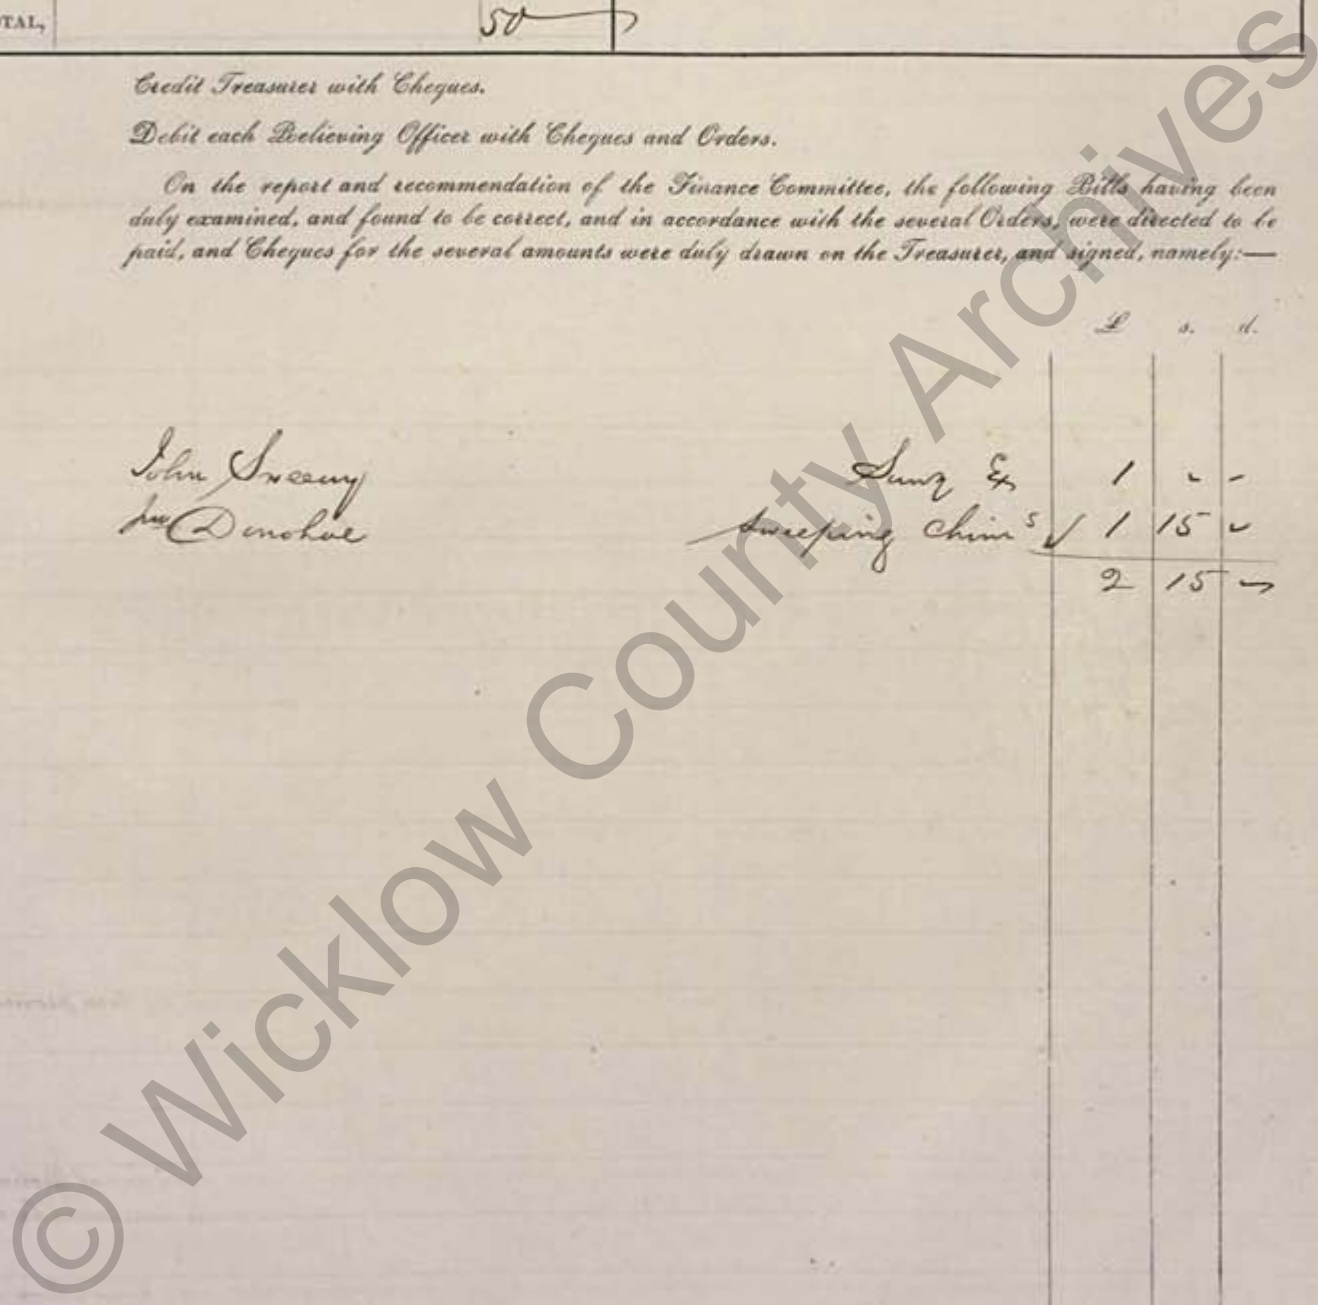 TOTAL, 50
Credit Treasurer with Cheques.
Debit each Relieving Officer with Cheques and Orders.
On the report and recommendation of the Finance Committee, the following Bills having been
duly examined, and found to be correct, and in accordance with the several Orders, were directed to be
paid, and Cheques for the several amounts were duly drawn on the Treasurer, and signed, namely:—
£ s. d.
John Sweeny Sung Ex 1 - -
Donohoe Sweeping Chims ✓ 1 15 -
2 15 -
© Wicklow County Archives